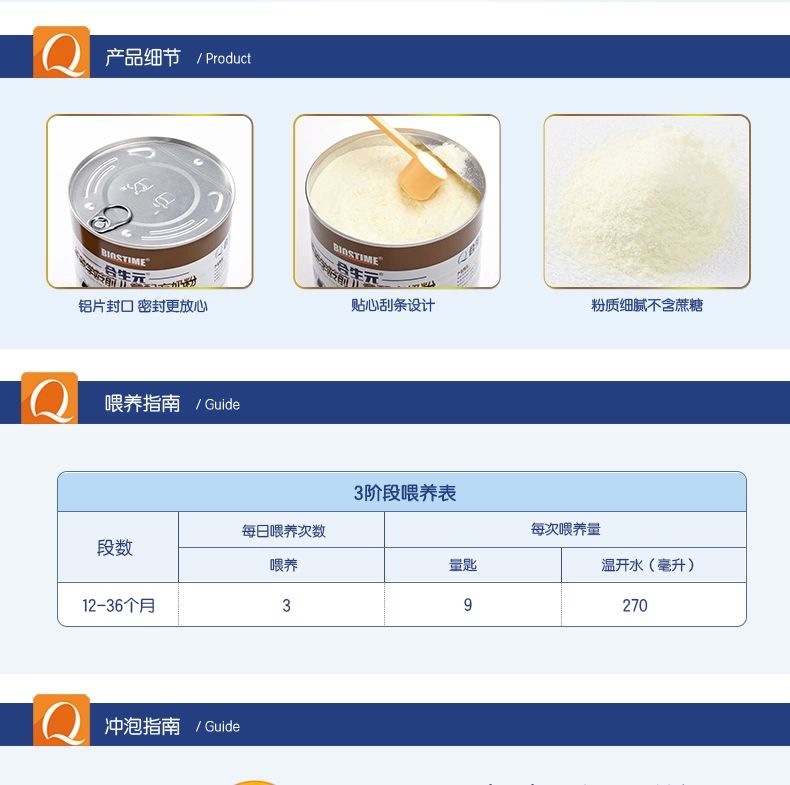 产品细节 / Product
BIOSTIME
合生元
BIOSTIME
合生元
铝片封口 密封更放心
贴心刮条设计
粉质细腻不含蔗糖
喂养指南 / Guide
3阶段喂养表
段数
每日喂养次数
每次喂养量
喂养
量匙
温开水（毫升）
12-36个月
3
9
270
冲泡指南 / Guide